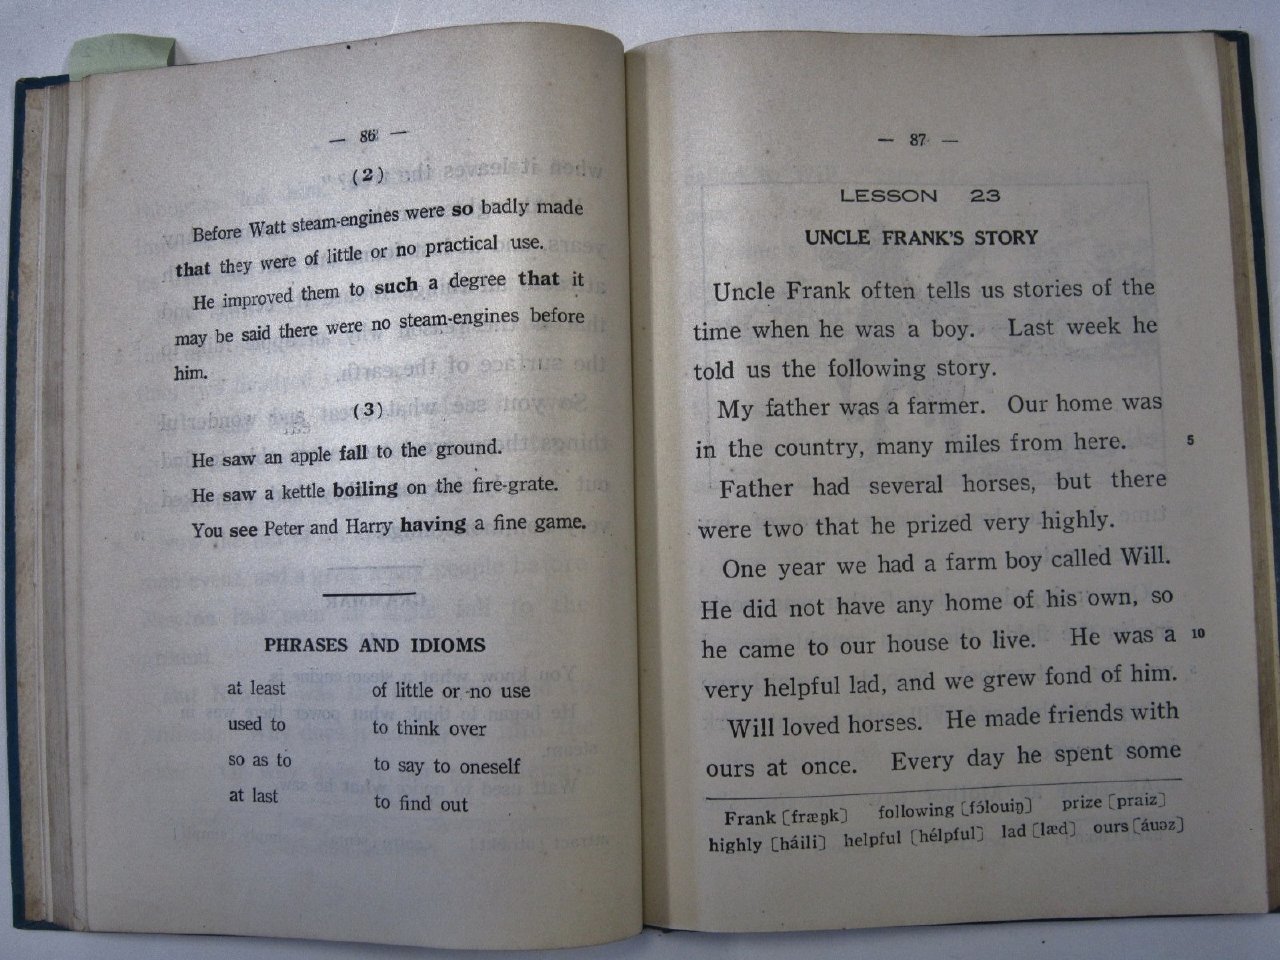 — 86 —
(2)
Before Watt steam-engines were so badly made
that they were of little or no practical use.
He improved them to such a degree that it
may be said there were no steam-engines before
him.
(3)
He saw an apple fall to the ground.
He saw a kettle boiling on the fire-grate.
You see Peter and Harry having a fine game.
PHRASES AND IDIOMS
at least of little or no use
used to to think over
so as to to say to oneself
at last to find out
— 87 —
LESSON 23
UNCLE FRANK'S STORY
Uncle Frank often tells us stories of the
time when he was a boy. Last week he
told us the following story.
My father was a farmer. Our home was
in the country, many miles from here. 5
Father had several horses, but there
were two that he prized very highly.
One year we had a farm boy called Will.
He did not have any home of his own, so
he came to our house to live. He was a 10
very helpful lad, and we grew fond of him.
Will loved horses. He made friends with
ours at once. Every day he spent some
Frank [fræŋk] following [fɔ́louiŋ] prize [praiz]
highly [háili] helpful [hélpful] lad [læd] ours [áuəz]